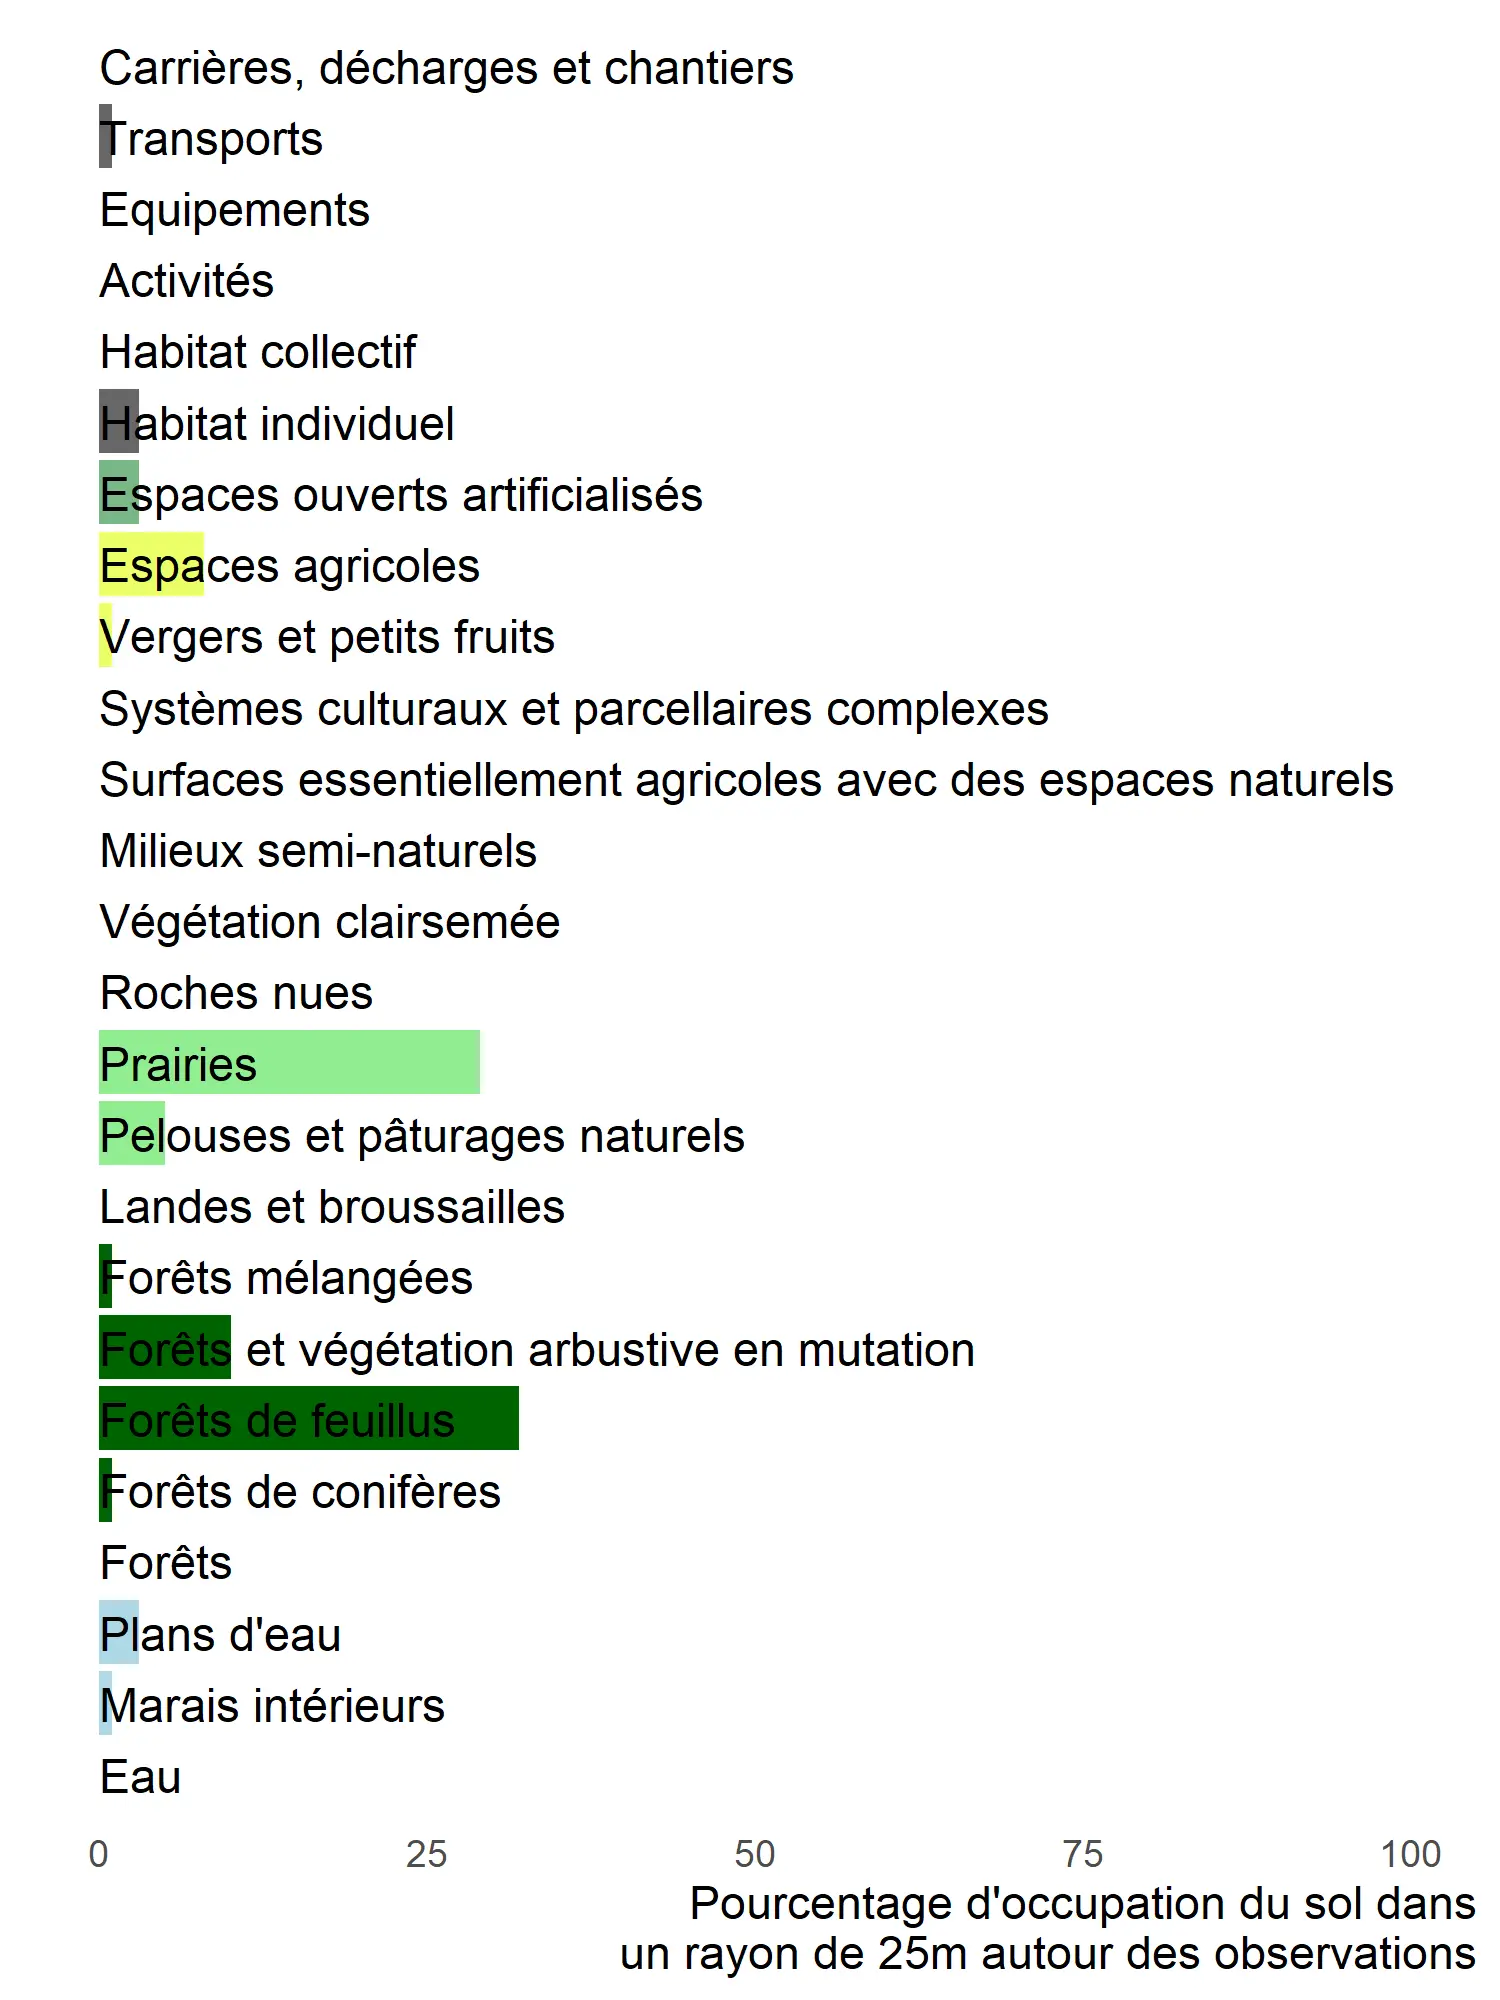 Carrières, décharges et chantiers
Transports
Equipements
Activités
Habitat collectif
Habitat individuel
Espaces ouverts artificialisés
Espaces agricoles
Vergers et petits fruits
Systèmes culturaux et parcellaires complexes
Surfaces essentiellement agricoles avec des espaces naturels
Milieux semi-naturels
Végétation clairsemée
Roches nues
Prairies
Pelouses et pâturages naturels
Landes et broussailles
Forêts mélangées
Forêts et végétation arbustive en mutation
Forêts de feuillus
Forêts de conifères
Forêts
Plans d'eau
Marais intérieurs
Eau
0 25 50 75 100
Pourcentage d'occupation du sol dans
un rayon de 25m autour des observations